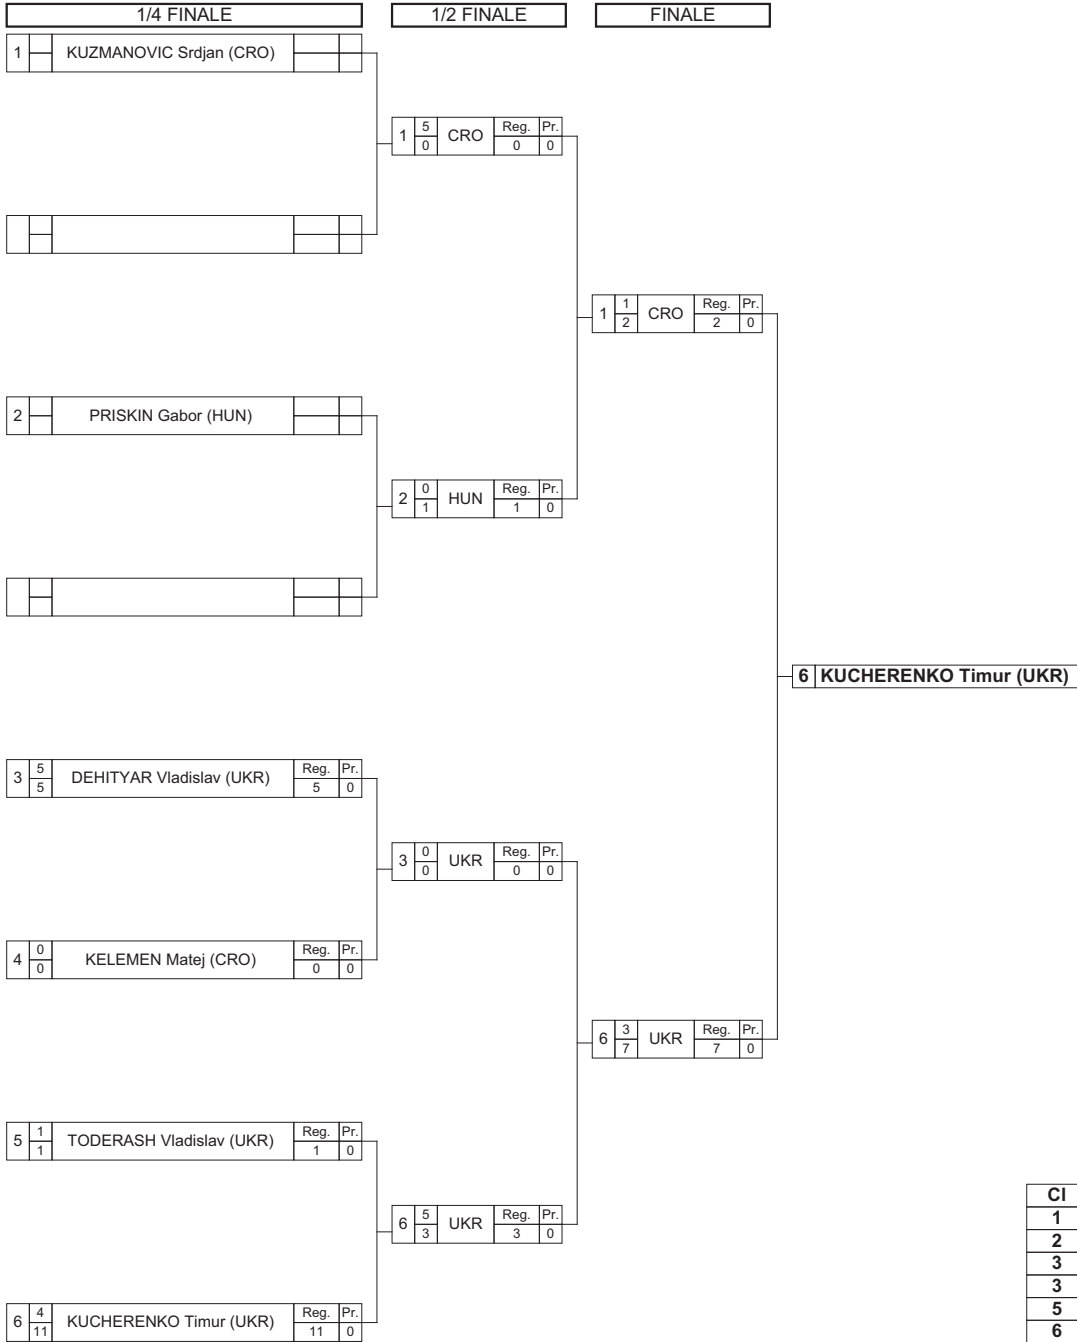 1/4 FINALE 1/2 FINALE FINALE
1 KUZMANOVIC Srdjan (CRO)
1 5 0 CRO Reg. 0 Pr. 0
1 1 2 CRO Reg. 2 Pr. 0
2 PRISKIN Gabor (HUN)
2 0 1 HUN Reg. 1 Pr. 0
6 KUCHERENKO Timur (UKR)
3 5 5 DEHITYAR Vladislav (UKR) Reg. 5 Pr. 0
3 0 0 UKR Reg. 0 Pr. 0
4 0 0 KELEMEN Matej (CRO) Reg. 0 Pr. 0
6 3 7 UKR Reg. 7 Pr. 0
5 1 1 TODERASH Vladislav (UKR) Reg. 1 Pr. 0
6 5 3 UKR Reg. 3 Pr. 0
6 4 11 KUCHERENKO Timur (UKR) Reg. 11 Pr. 0
Cl
1
2
3
3
5
6